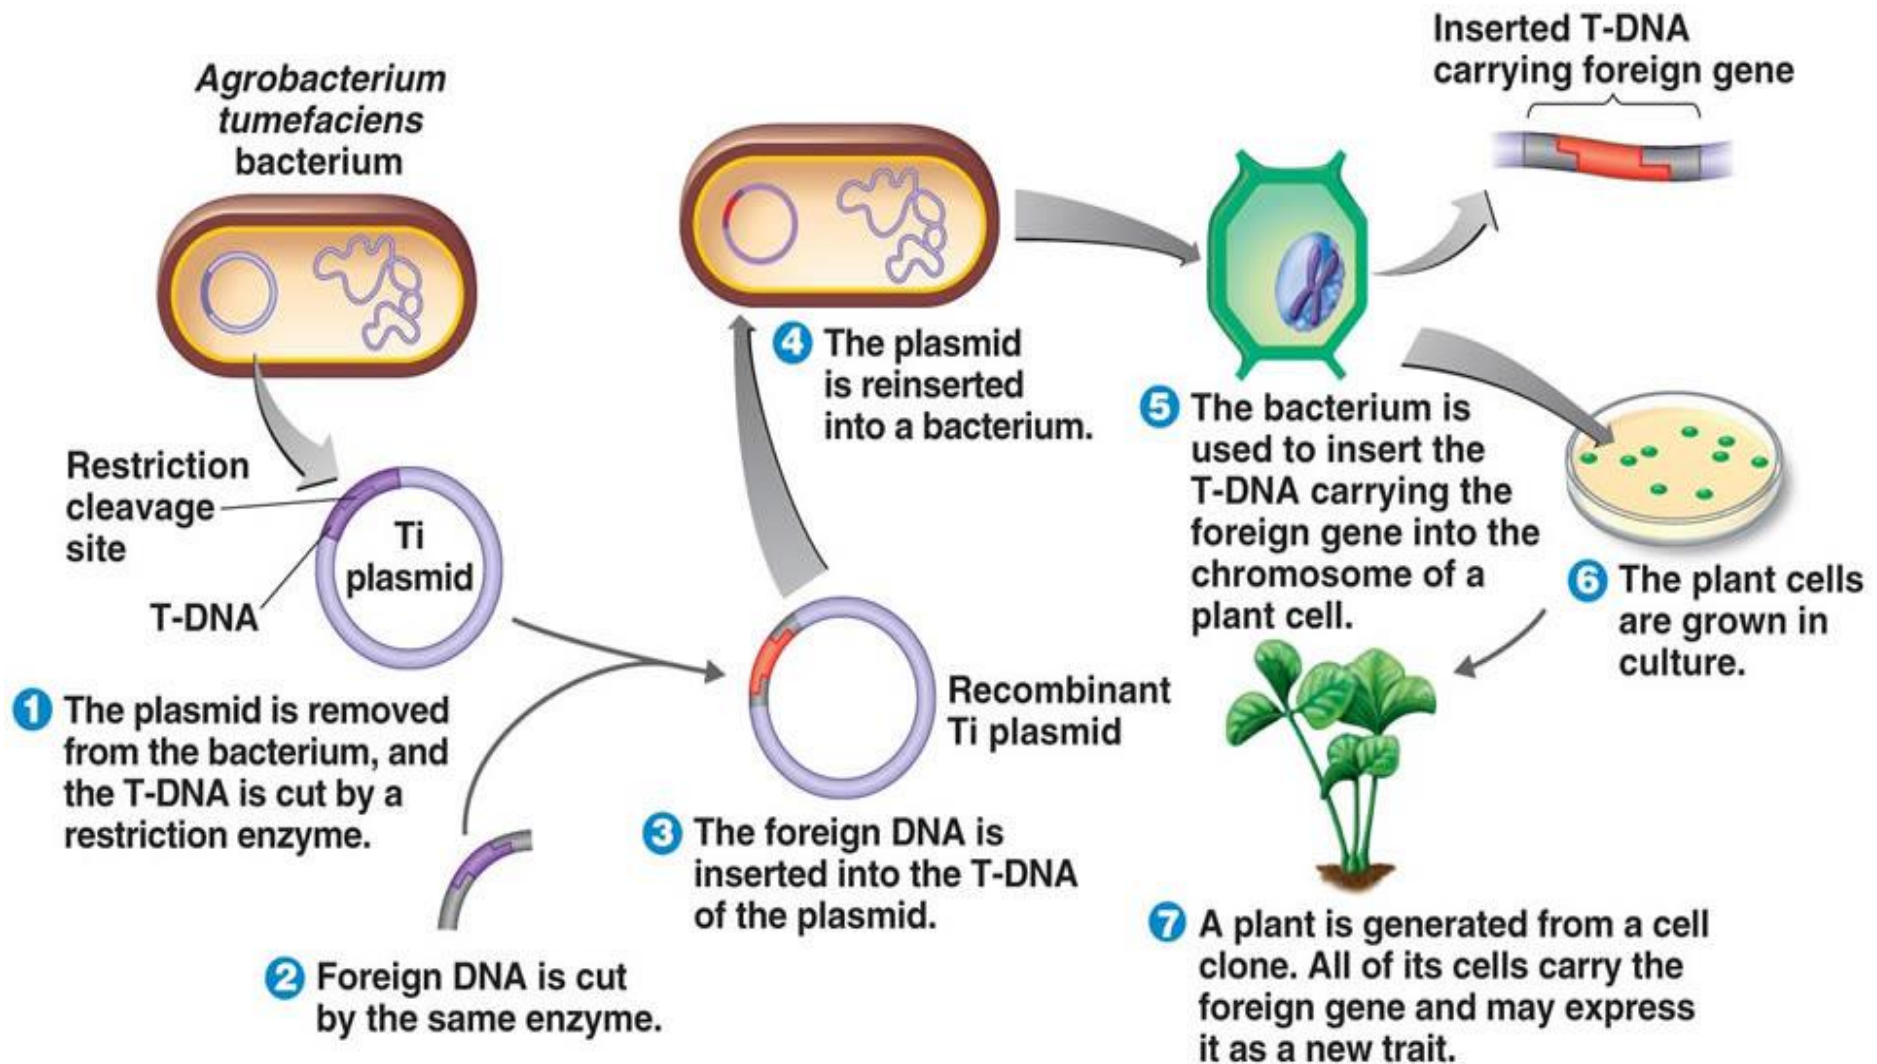 Agrobacterium
tumefaciens
bacterium
Restriction
cleavage
site
T-DNA
Ti
plasmid
1 The plasmid is removed
from the bacterium, and
the T-DNA is cut by a
restriction enzyme.
2 Foreign DNA is cut
by the same enzyme.
Recombinant
Ti plasmid
3 The foreign DNA is
inserted into the T-DNA
of the plasmid.
4 The plasmid
is reinserted
into a bacterium.
Inserted T-DNA
carrying foreign gene
5 The bacterium is
used to insert the
T-DNA carrying the
foreign gene into the
chromosome of a
plant cell.
6 The plant cells
are grown in
culture.
7 A plant is generated from a cell
clone. All of its cells carry the
foreign gene and may express
it as a new trait.